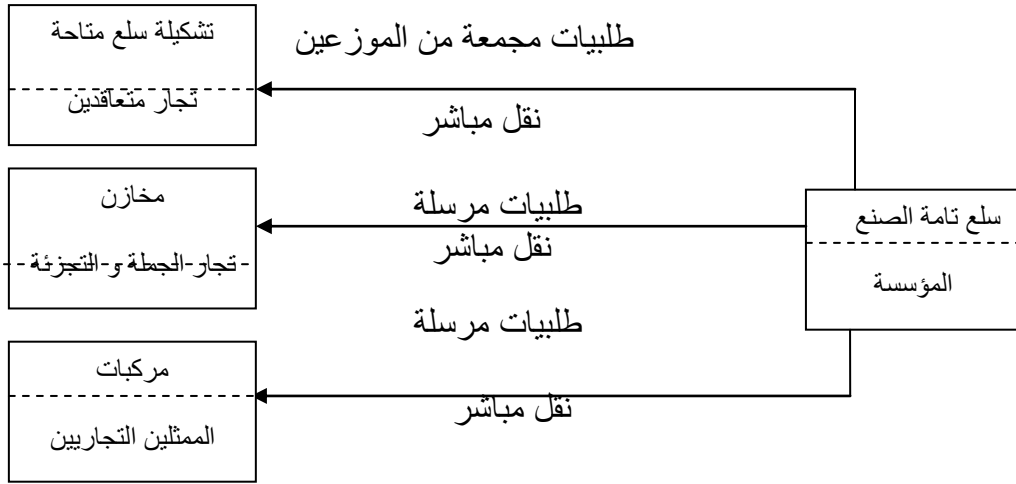 تشكيلة سلع متاحة
تجار متعاقدين
طلبيات مجمعة من الموزعين
نقل مباشر
مخازن
تجار الجملة و التجزئة
طلبيات مرسلة
نقل مباشر
سلع تامة الصنع
المؤسسة
طلبيات مرسلة
نقل مباشر
مركبات
الممثلين التجاريين